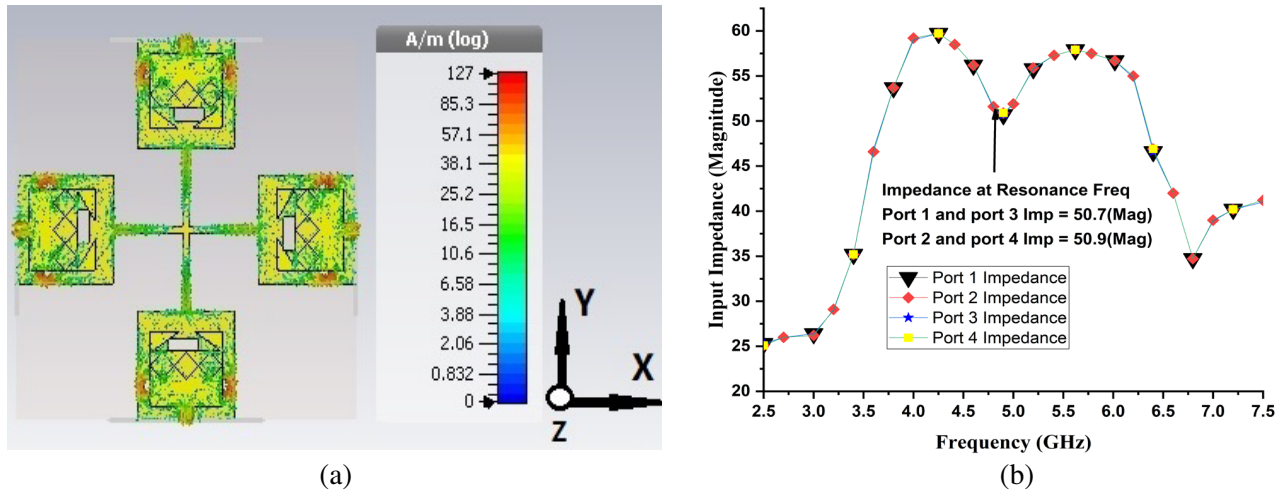 A/m (log)
127
85.3
57.1
38.1
25.2
16.5
10.6
6.58
3.88
2.06
0.832
0
Y
X
Z
(a)
(b)
Input Impedance (Magnitude)
60
55
50
45
40
35
30
25
20
Impedance at Resonance Freq
Port 1 and port 3 Imp = 50.7(Mag)
Port 2 and port 4 Imp = 50.9(Mag)
Port 1 Impedance
Port 2 Impedance
Port 3 Impedance
Port 4 Impedance
2.5 3.0 3.5 4.0 4.5 5.0 5.5 6.0 6.5 7.0 7.5
Frequency (GHz)
(b)